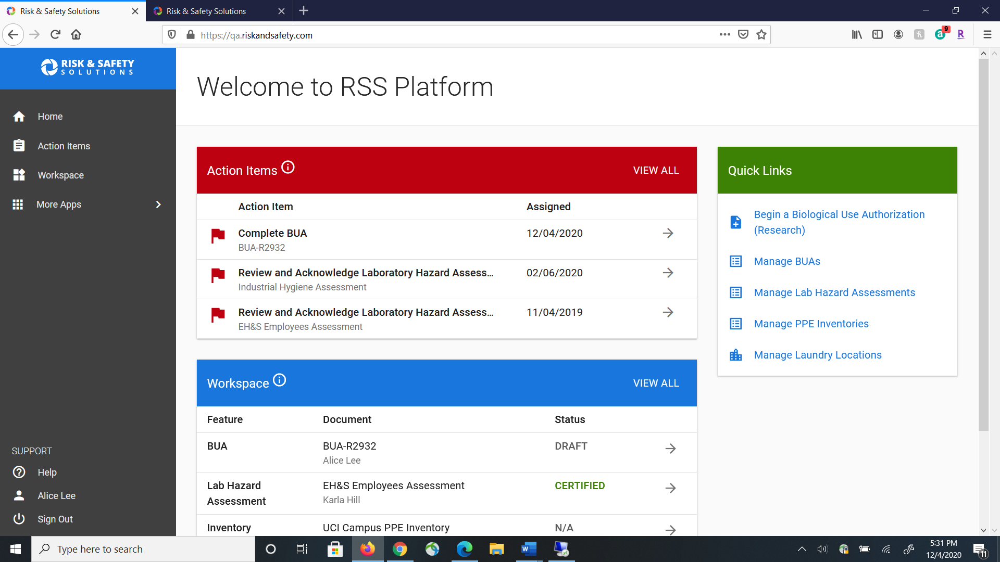 Risk & Safety Solutions
Risk & Safety Solutions
https://qa.riskandsafety.com
9
RISK & SAFETY
SOLUTIONS
Home
Action Items
Workspace
More Apps
SUPPORT
Help
Alice Lee
Sign Out
Welcome to RSS Platform
Action Items
VIEW ALL
Action Item Assigned
Complete BUA 12/04/2020
BUA-R2932
Review and Acknowledge Laboratory Hazard Assess... 02/06/2020
Industrial Hygiene Assessment
Review and Acknowledge Laboratory Hazard Assess... 11/04/2019
EH&S Employees Assessment
Workspace
VIEW ALL
Feature Document Status
BUA BUA-R2932 DRAFT
Alice Lee
Lab Hazard EH&S Employees Assessment CERTIFIED
Assessment Karla Hill
Inventory UCI Campus PPE Inventory N/A
Quick Links
Begin a Biological Use Authorization
(Research)
Manage BUAs
Manage Lab Hazard Assessments
Manage PPE Inventories
Manage Laundry Locations
Type here to search
5:31 PM
12/4/2020
11